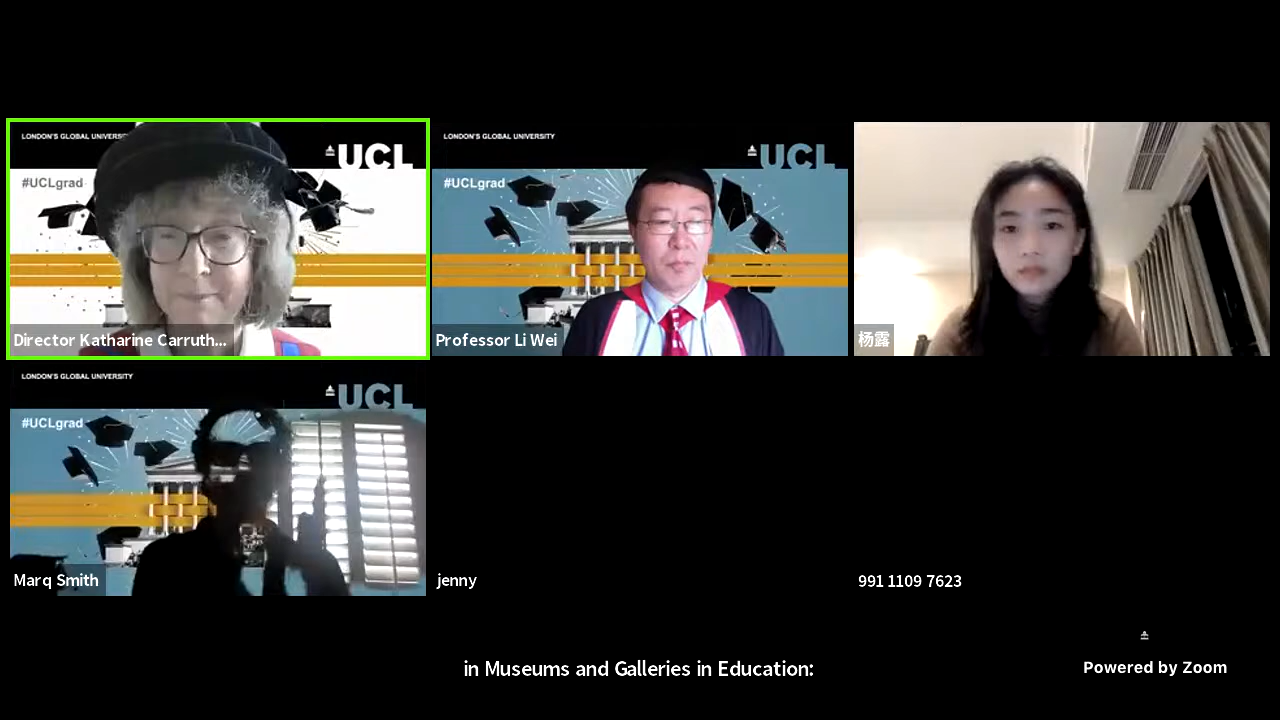 LONDON'S GLOBAL UNIVERS
UCL
#UCLgrad
Director Katharine Carruth...
LONDON'S GLOBAL UNIVERSITY
UCL
#UCLgrad
Professor Li Wei
杨露
LONDON'S GLOBAL UNIVERSITY
UCL
#UCLgrad
Marq Smith
jenny
991 1109 7623
in Museums and Galleries in Education:
Powered by Zoom